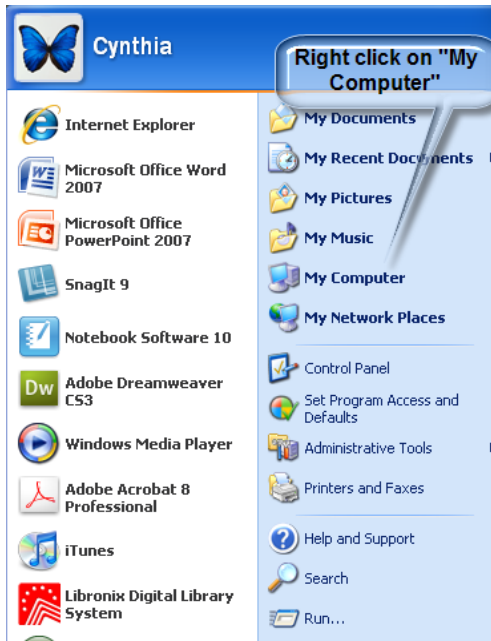 Cynthia
Right click on "My
Computer"
Internet Explorer
Microsoft Office Word
2007
Microsoft Office
PowerPoint 2007
SnagIt 9
Notebook Software 10
Dw
Adobe Dreamweaver
CS3
Windows Media Player
Adobe Acrobat 8
Professional
iTunes
Libronix Digital Library
System
My Documents
My Recent Documents
My Pictures
My Music
My Computer
My Network Places
Control Panel
Set Program Access and
Defaults
Administrative Tools
Printers and Faxes
Help and Support
Search
Run...